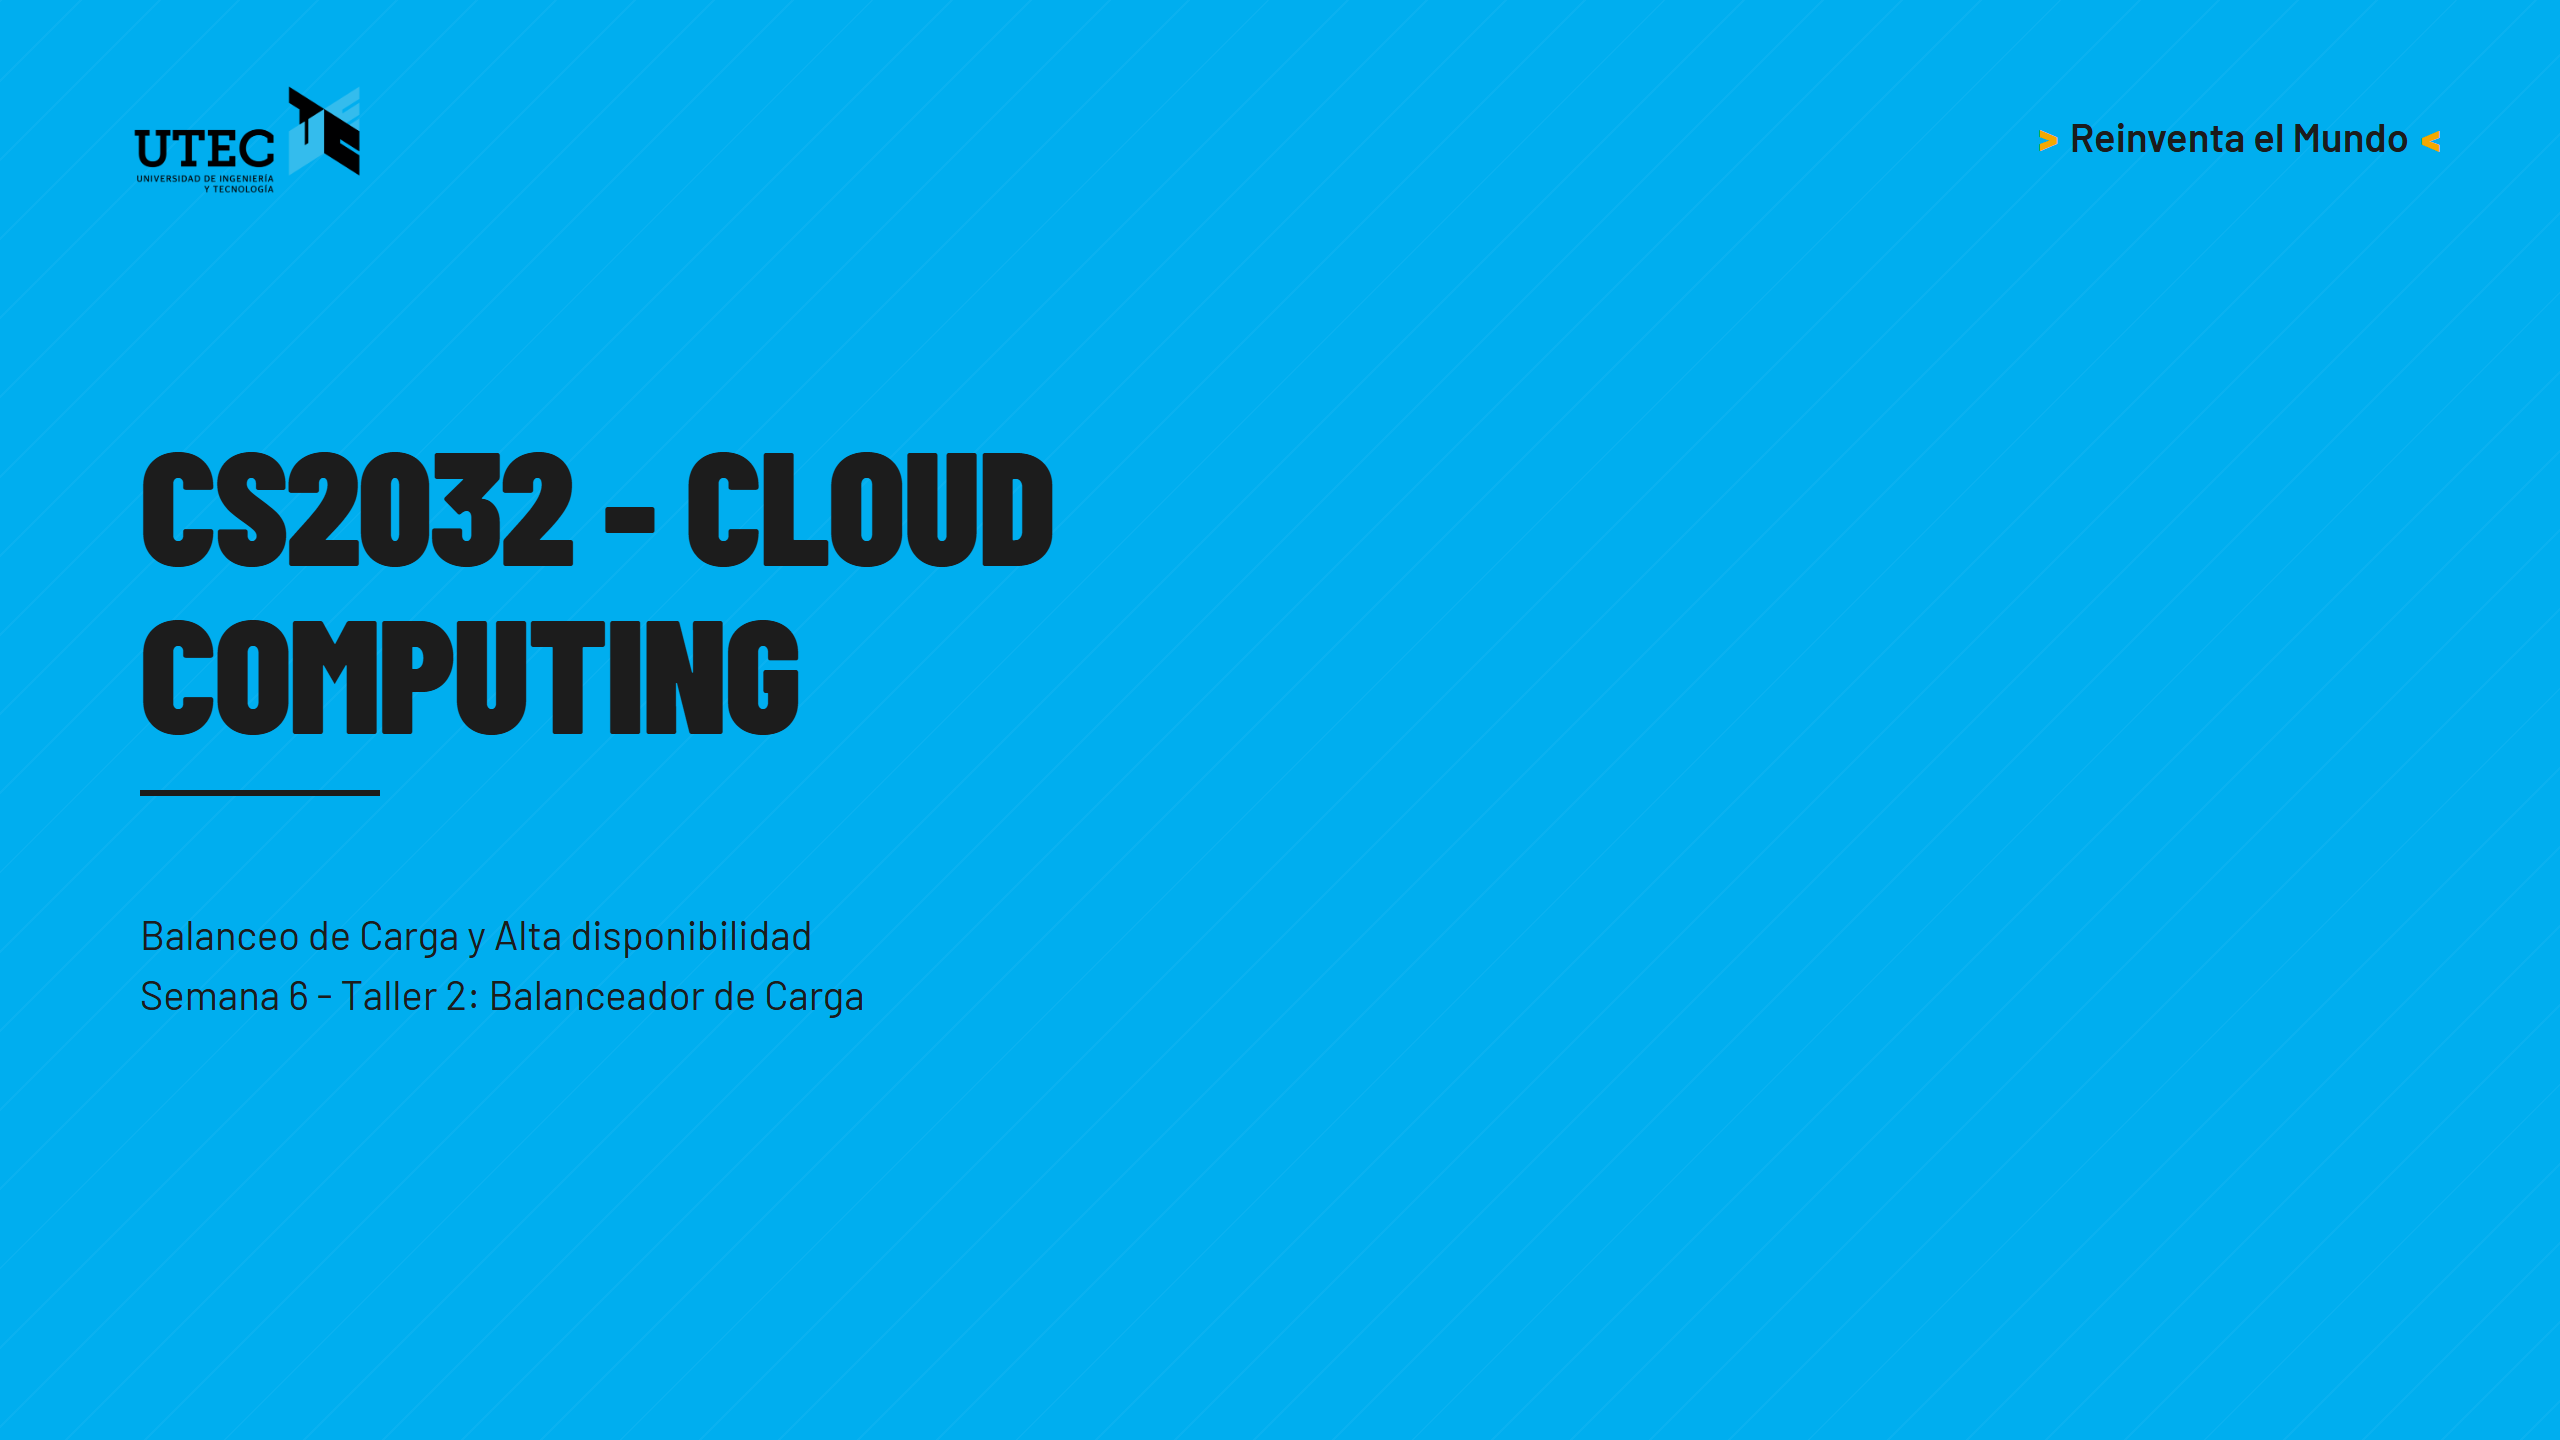 UTEC
UNIVERSIDAD DE INGENIERÍA
Y TECNOLOGÍA
> Reinventa el Mundo <
CS2032 - CLOUD
COMPUTING
Balanceo de Carga y Alta disponibilidad
Semana 6 - Taller 2: Balanceador de Carga